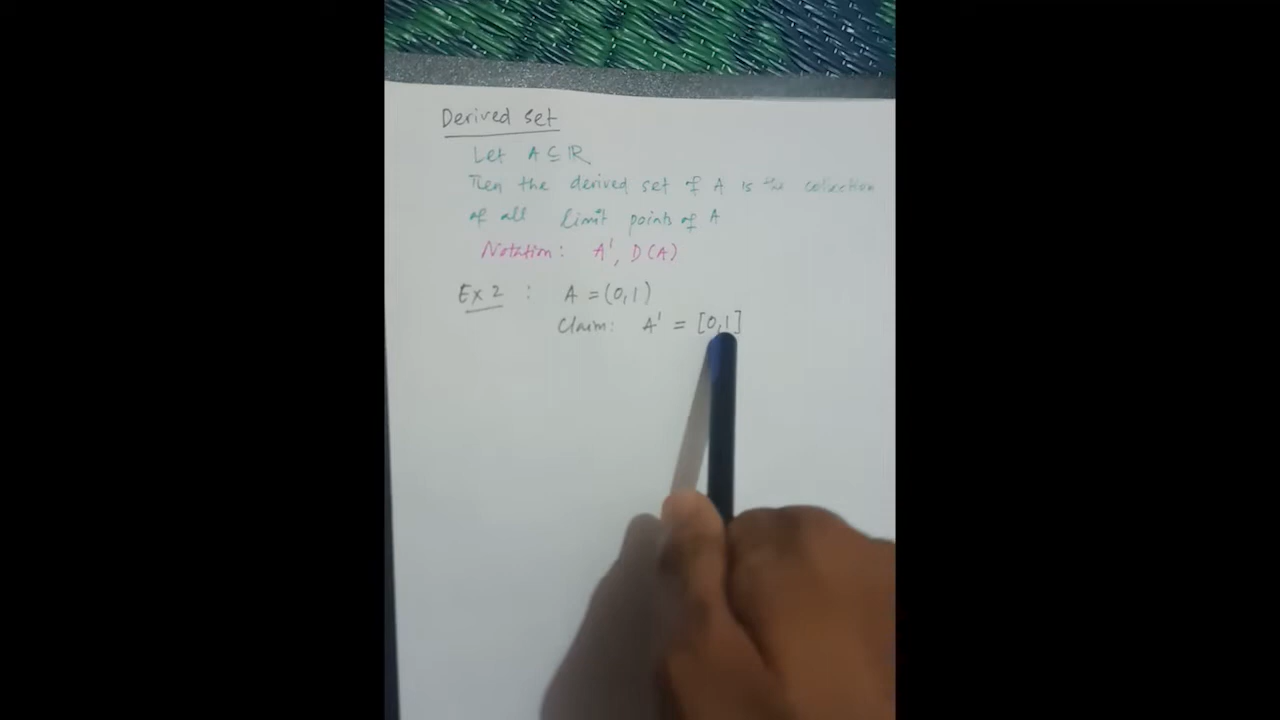 Derived set
Let A ⊆ ℝ
Then the derived set of A is the collection
of all limit points of A
Notation: A', D(A)
Ex 2 : A = (0,1)
Claim: A' = [0,1]